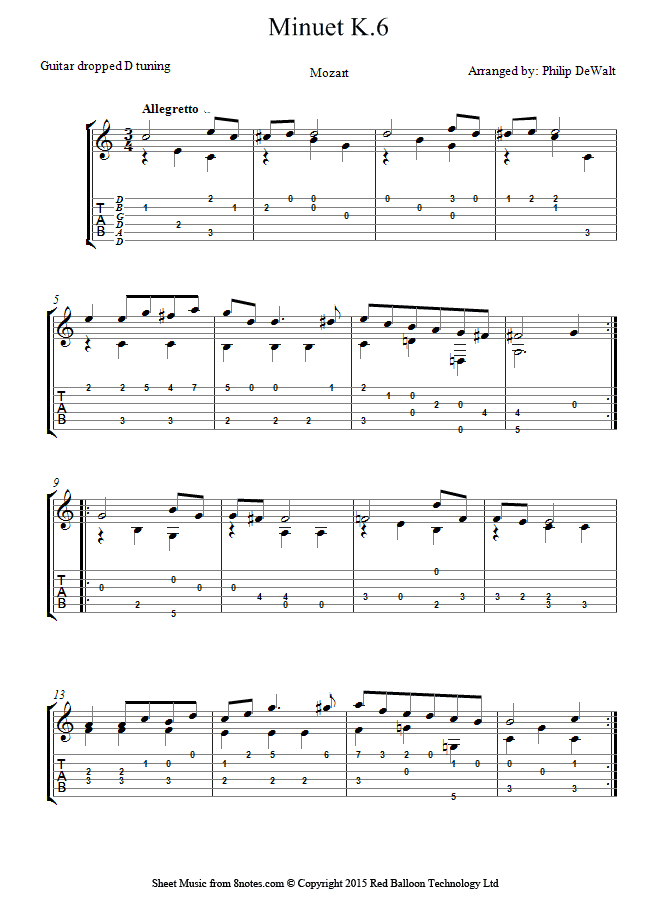 Minuet K.6
Guitar dropped D tuning
Mozart
Arranged by: Philip DeWalt
Allegretto
3
4
D 2 0 0 0 3 0 1 2 2
T B 1 1 2 0 0 1
G 0 0
A D 2
B A 3 3
D
5
T 2 2 5 4 7 5 0 0 1 2
1 0
A 2 0 0
0 4 4
B 3 3 2 2 2 3
0 5
9
T 0
0 0
A 0 0
4 4 3 0 3 3 2 2
B 2 0 0 2 3 3
5
13
T 0 2 5 6 7 3 2 0
1 0 1 1 0 0 1
A 2 2 0 0
B 3 3 2 2 2 3 3 3
5
Sheet Music from 8notes.com © Copyright 2015 Red Balloon Technology Ltd